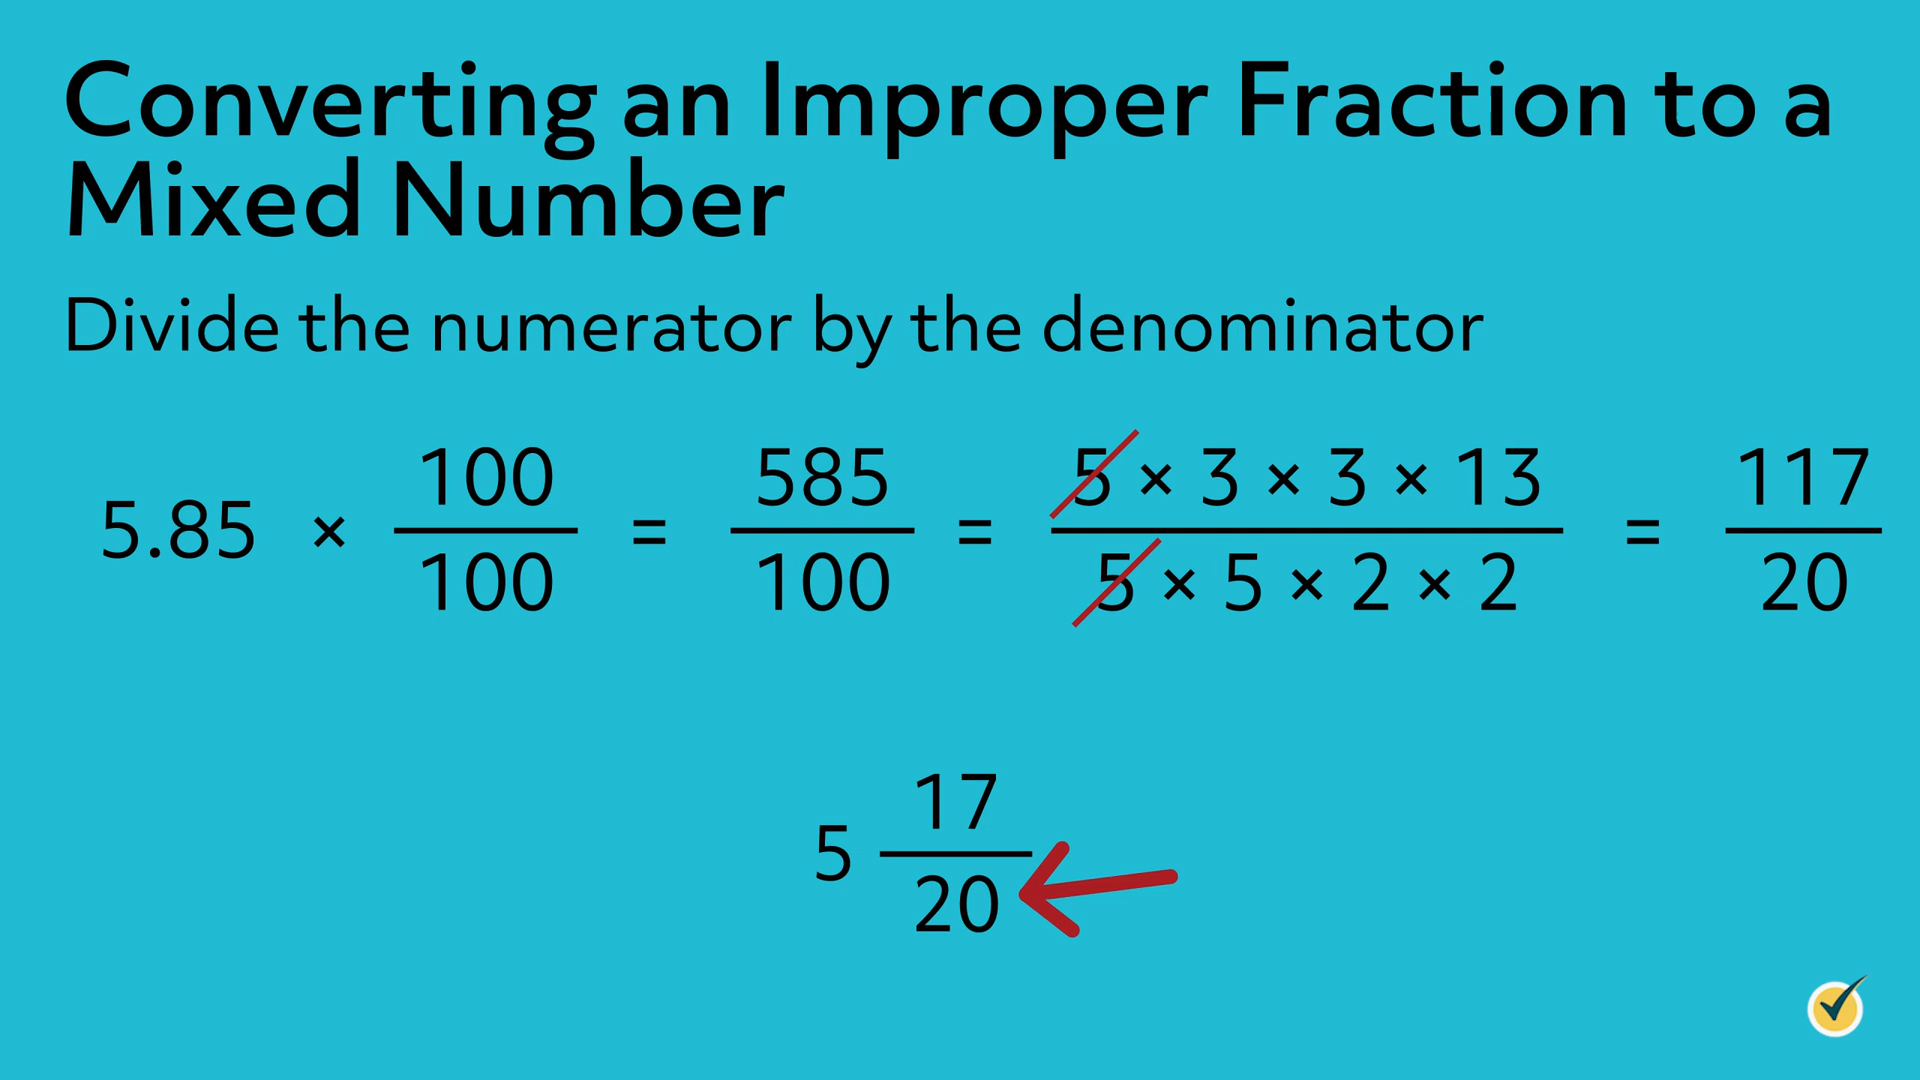 Converting an Improper Fraction to a
Mixed Number
Divide the numerator by the denominator
5.85 × 100/100 = 585/100 = 5 × 3 × 3 × 13/5 × 5 × 2 × 2 = 117/20
5 17/20